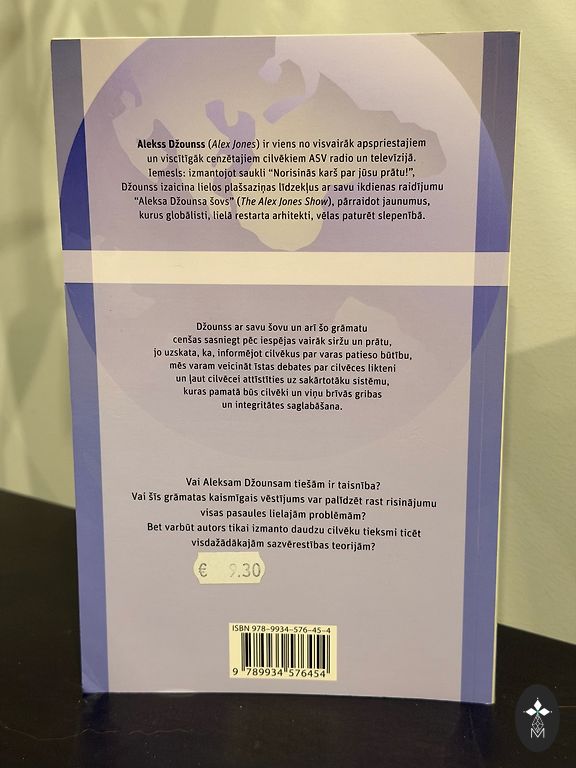 Alekss Džounss (Alex Jones) ir viens no visvairāk apspriestajiem
un viscītīgāk cenzētajiem cilvēkiem ASV radio un televīzijā.
Iemesls: izmantojot saukli “Norisinās karš par jūsu prātu!”,
Džounss izaicina lielos plašsaziņas līdzekļus ar savu ikdienas raidījumu
“Aleksa Džounsa šovs” (The Alex Jones Show), pārraidot jaunumus,
kurus globālisti, lielā restarta arhitekti, vēlas paturēt slepenībā.
Džounss ar savu šovu un arī šo grāmatu
cenšas sasniegt pēc iespējas vairāk siržu un prātu,
jo uzskata, ka, informējot cilvēkus par varas patieso būtību,
mēs varam veicināt īstas debates par cilvēces likteni
un ļaut cilvēcei attīstīties uz sakārtotāku sistēmu,
kuras pamatā būs cilvēki un viņu brīvās gribas
un integritātes saglabāšana.
Vai Aleksam Džounsam tiešām ir taisnība?
Vai šīs grāmatas kaismīgais vēstījums var palīdzēt rast risinājumu
visas pasaules lielajām problēmām?
Bet varbūt autors tikai izmanto daudzu cilvēku tieksmi ticēt
visdažādākajām sazvērestības teorijām?
€ 9.30
ISBN 978-9934-576-45-4
9 789934 576454
M